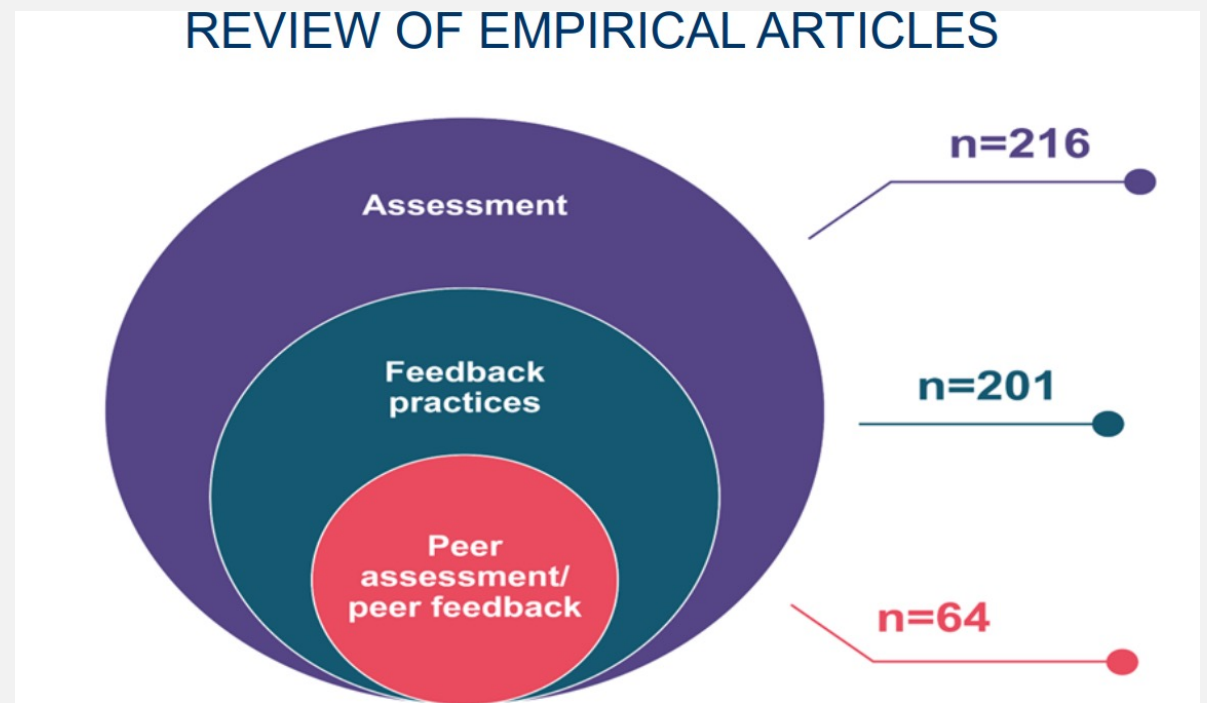 REVIEW OF EMPIRICAL ARTICLES
n=216
Assessment
Feedback
practices
n=201
Peer
assessment/
peer feedback
n=64